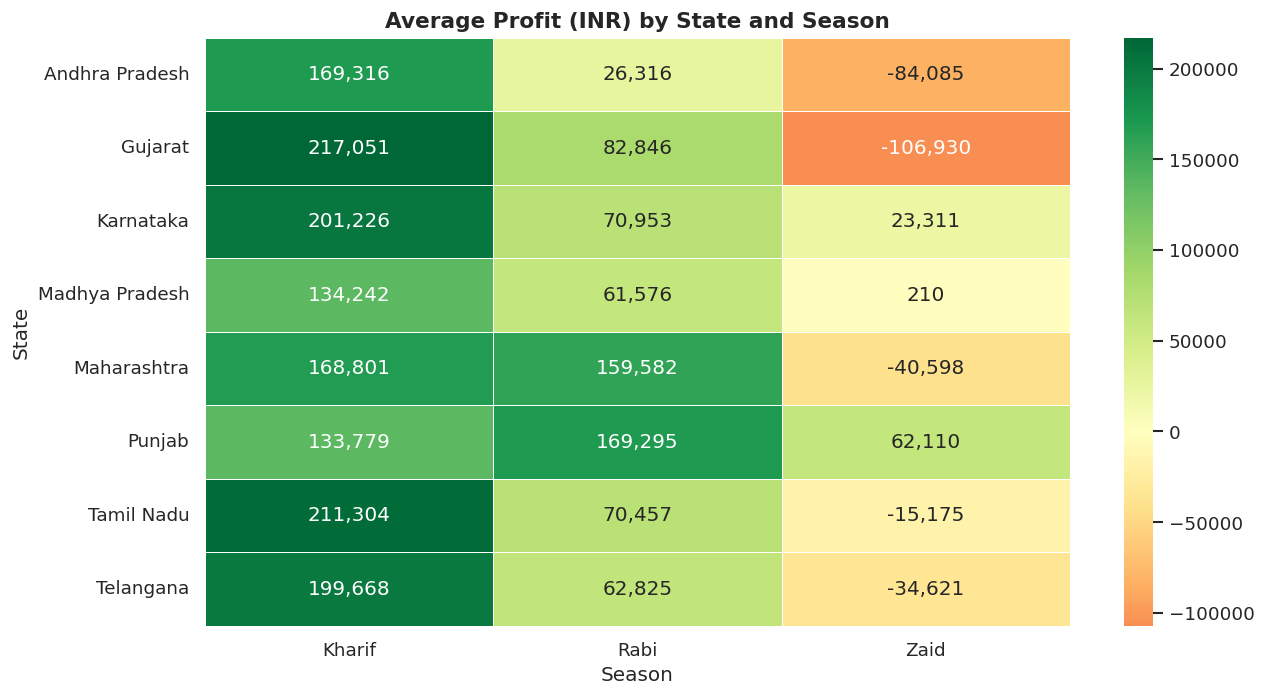 Average Profit (INR) by State and Season
Andhra Pradesh 169,316 26,316 -84,085
Gujarat 217,051 82,846 -106,930
Karnataka 201,226 70,953 23,311
Madhya Pradesh 134,242 61,576 210
Maharashtra 168,801 159,582 -40,598
Punjab 133,779 169,295 62,110
Tamil Nadu 211,304 70,457 -15,175
Telangana 199,668 62,825 -34,621
Kharif Rabi Zaid
Season
State
200000
150000
100000
50000
0
−50000
−100000